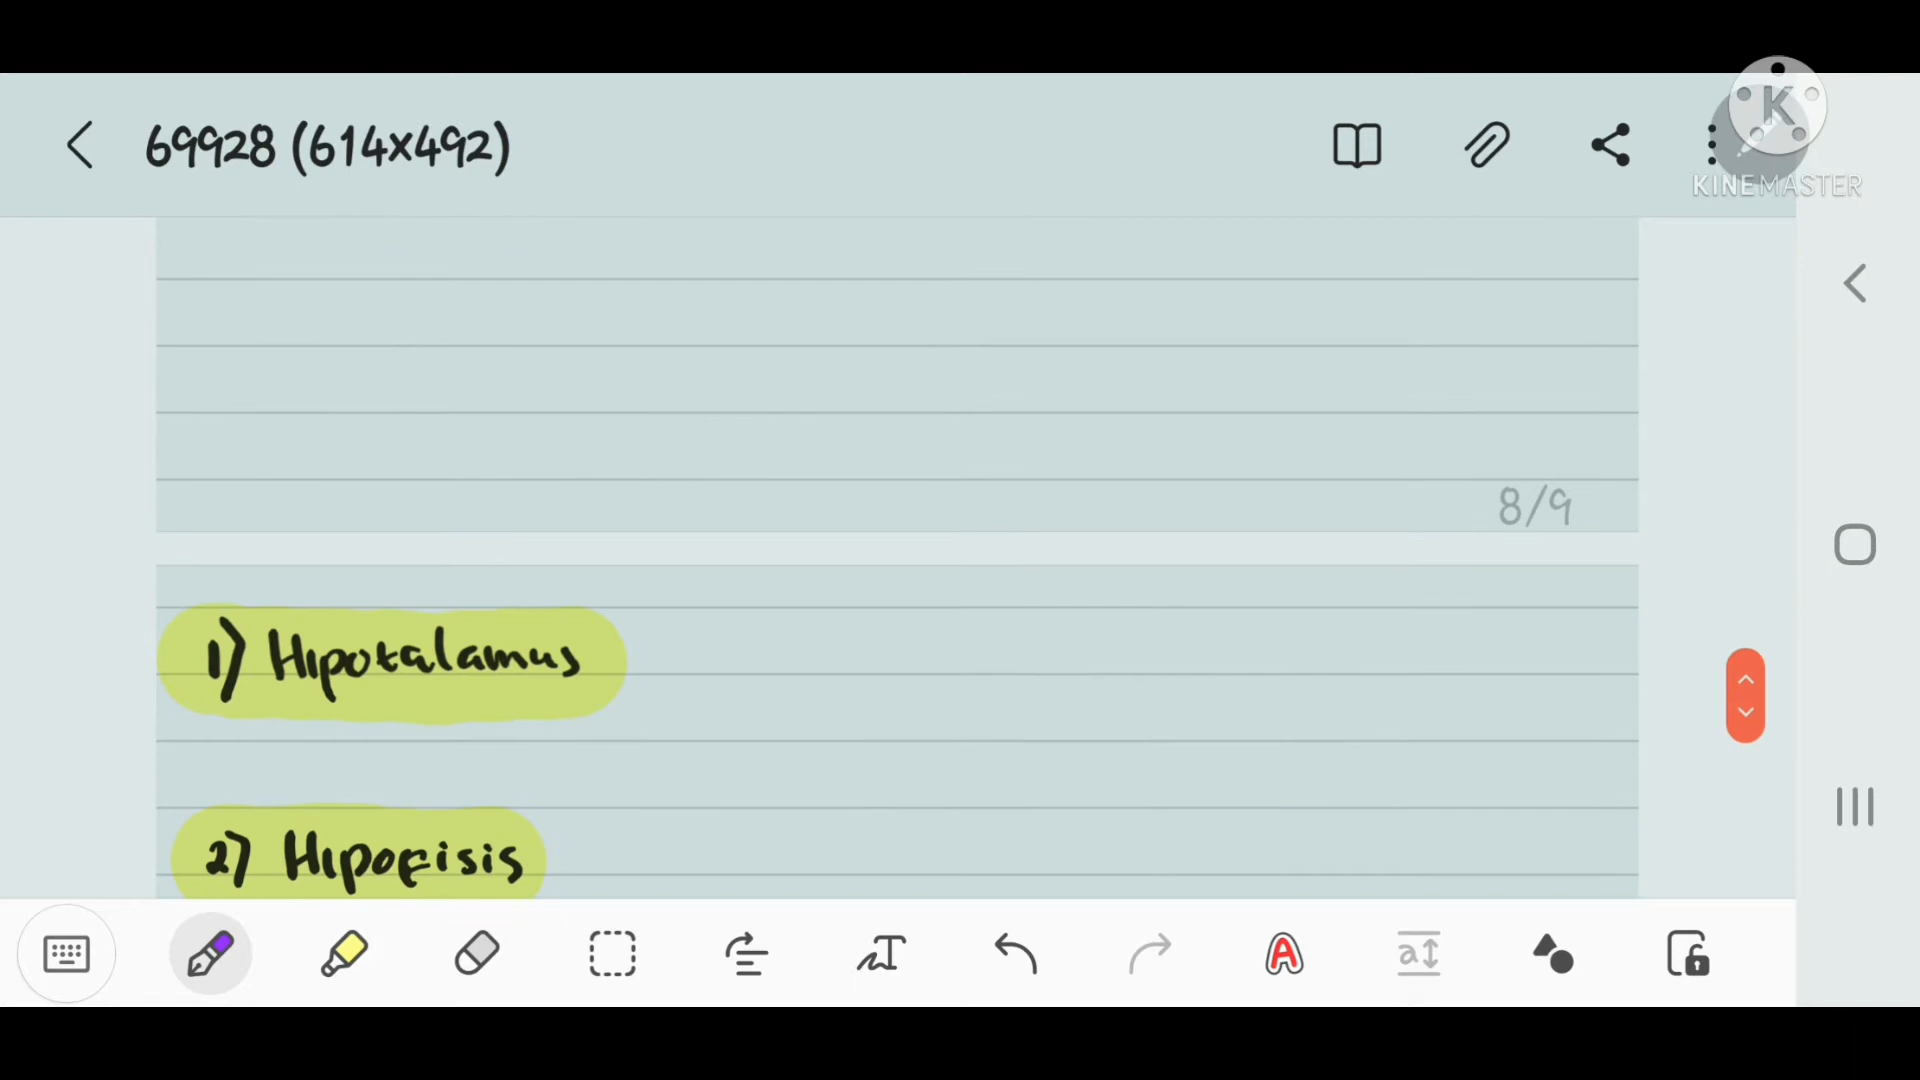 69928 (614x492)
KINEMASTER
8/9
1) Hipotalamus
2) Hipofisis